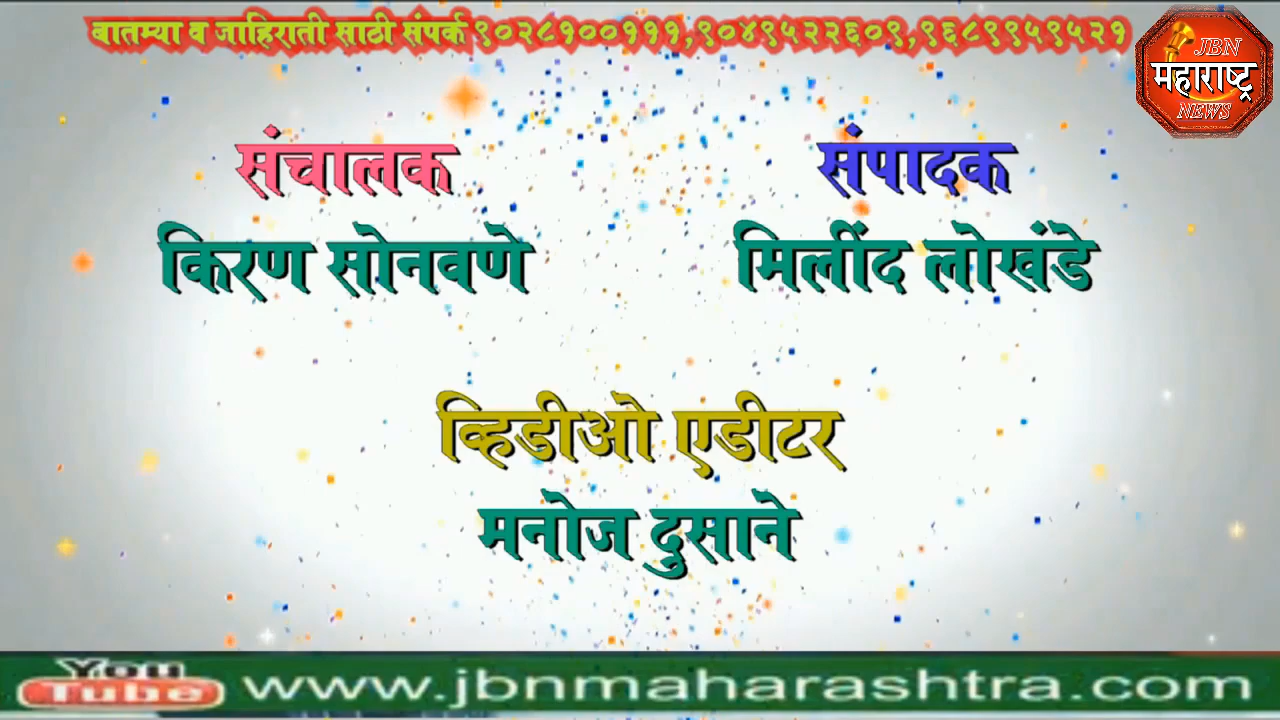 बातम्या व जाहिराती साठी संपर्क ९०२८१००१११,९०४९५२२६०९,९६८९९५९५२१
JBN
महाराष्ट्र
NEWS
संचालक
संपादक
किरण सोनवणे
मिलींद लोखंडे
व्हिडीओ एडीटर
मनोज दुसाने
You
Tube
www.jbnmaharashtra.com